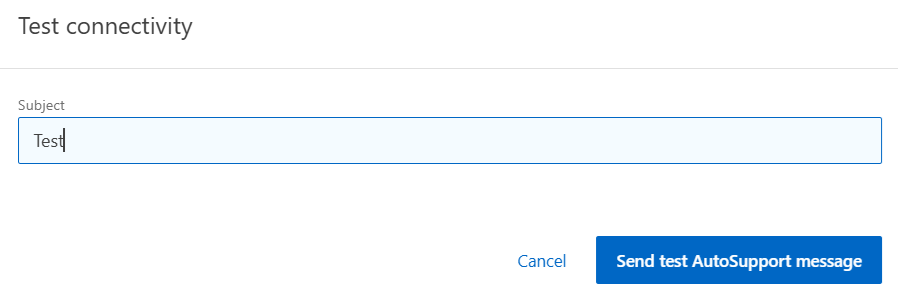 Test connectivity
Subject
Test
Cancel
Send test AutoSupport message